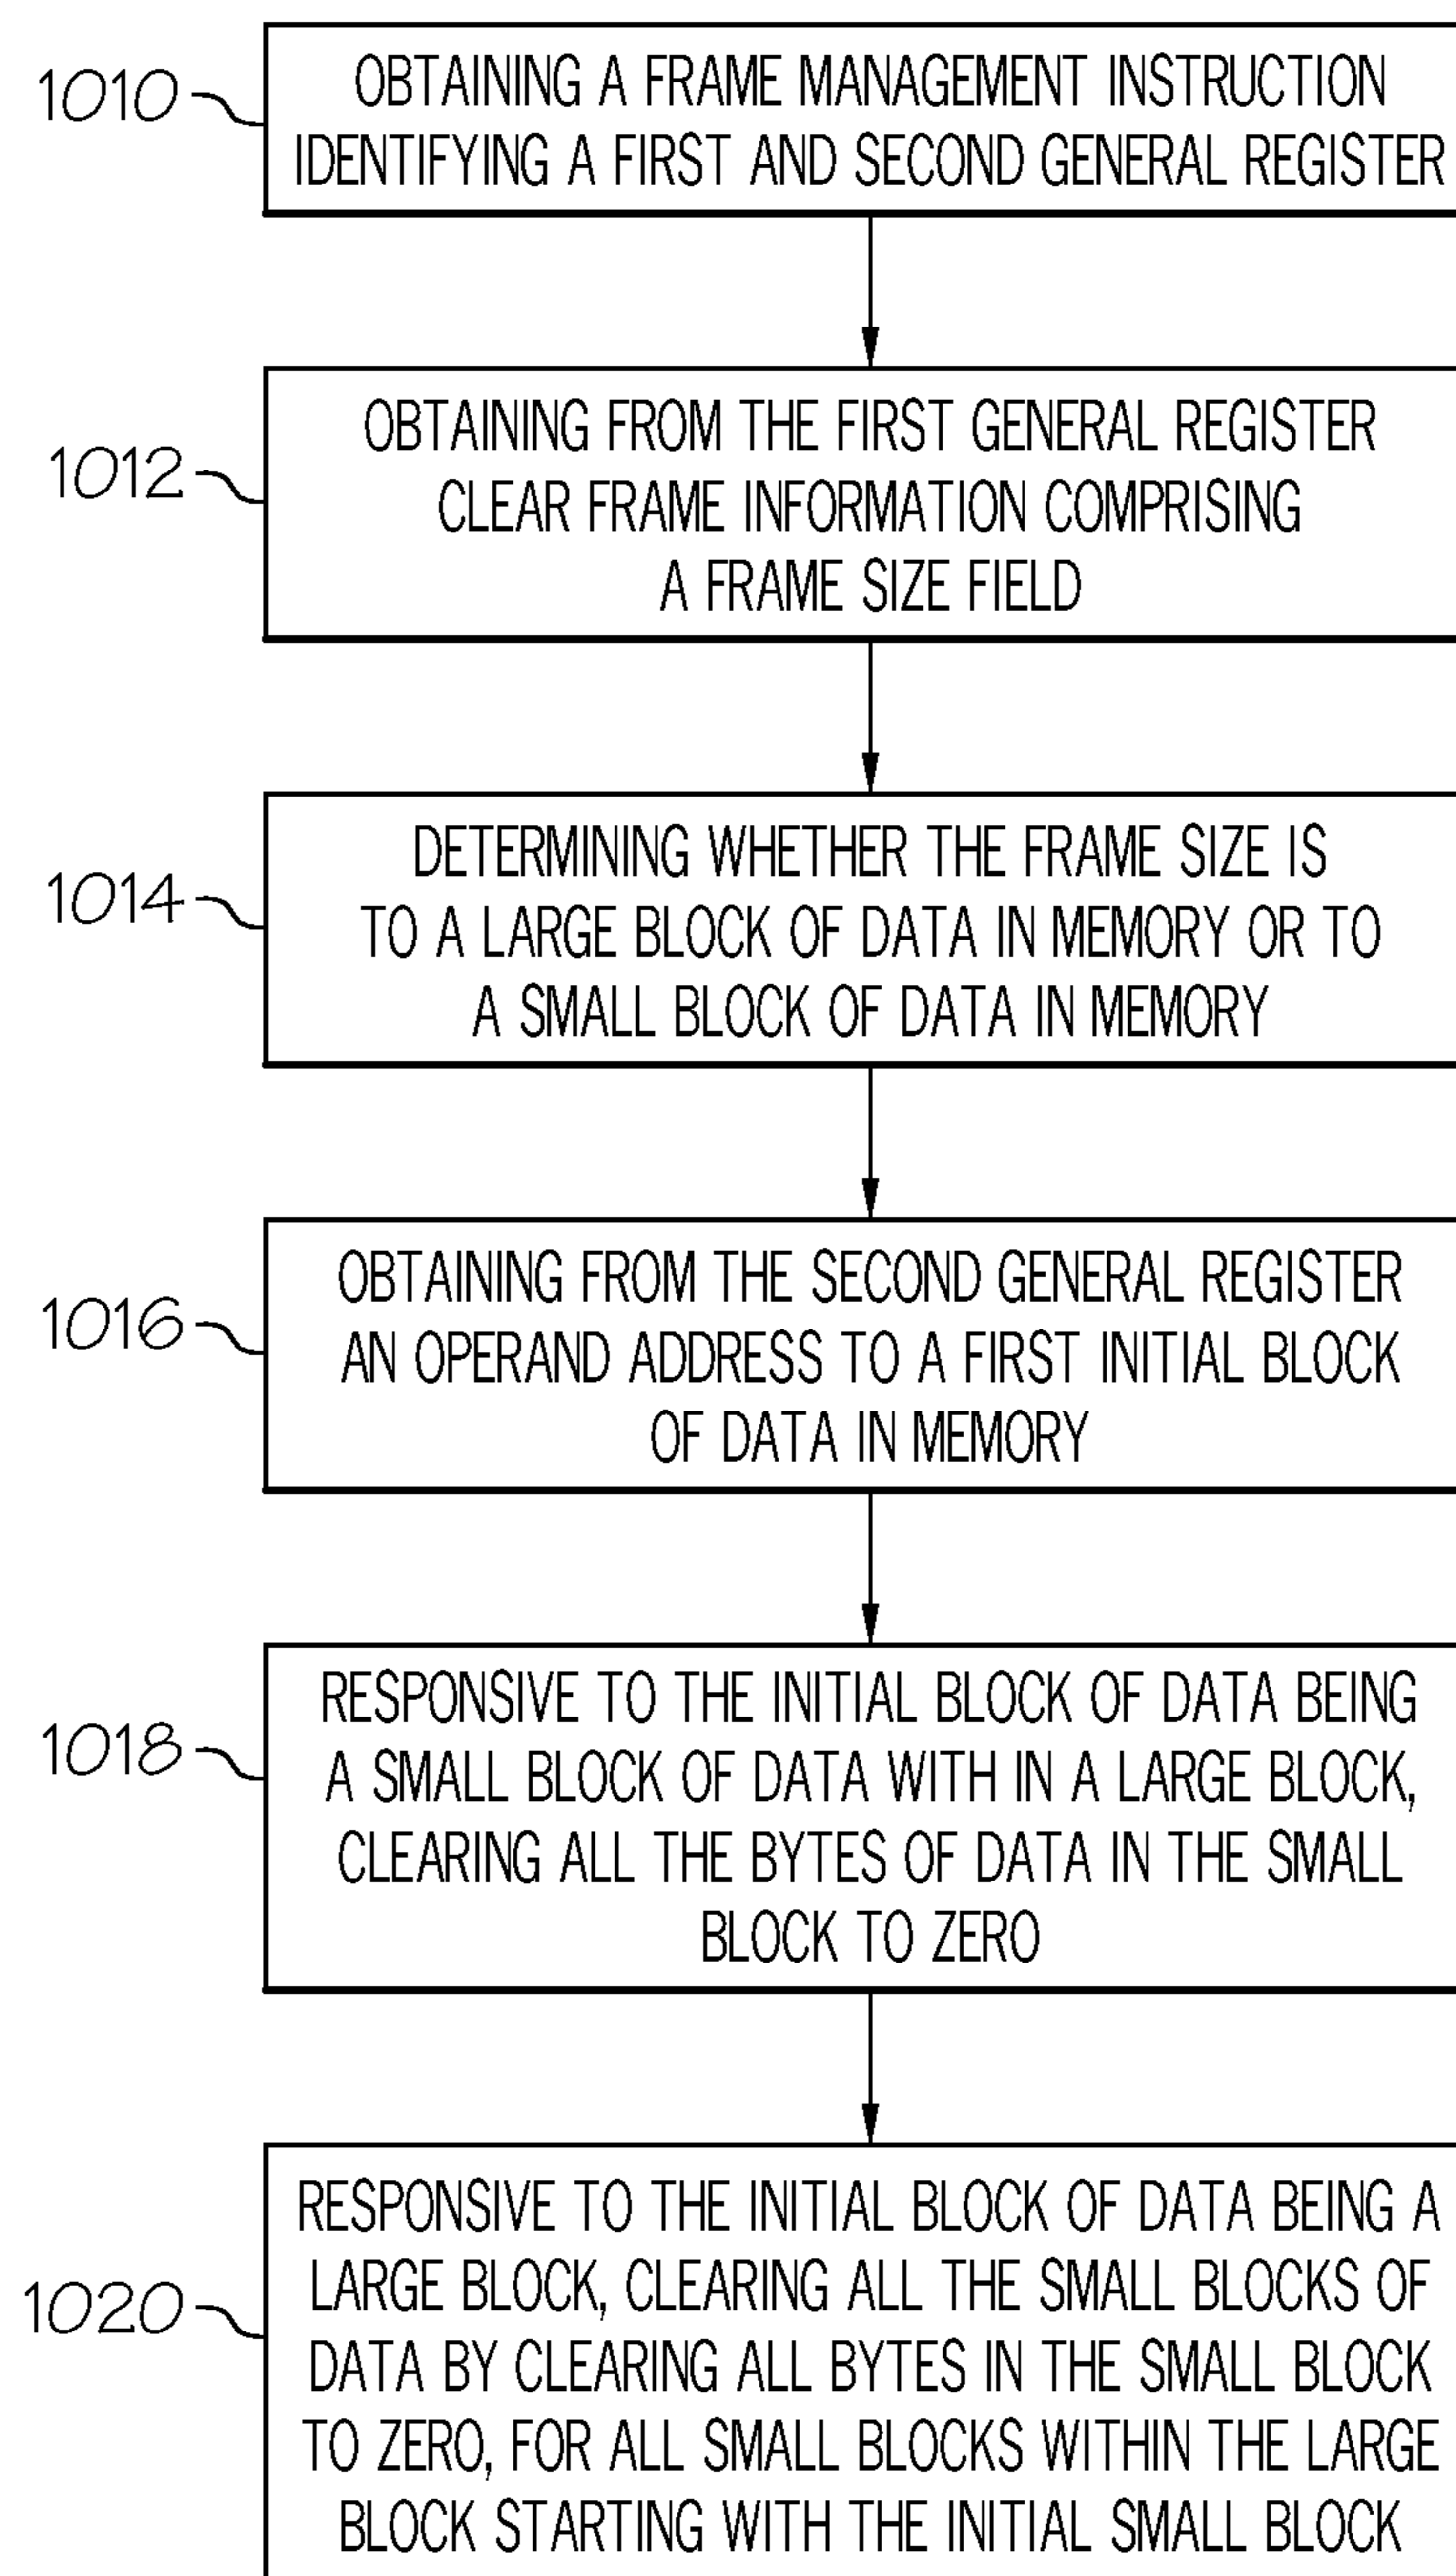 1010
OBTAINING A FRAME MANAGEMENT INSTRUCTION
IDENTIFYING A FIRST AND SECOND GENERAL REGISTER
1012
OBTAINING FROM THE FIRST GENERAL REGISTER
CLEAR FRAME INFORMATION COMPRISING
A FRAME SIZE FIELD
1014
DETERMINING WHETHER THE FRAME SIZE IS
TO A LARGE BLOCK OF DATA IN MEMORY OR TO
A SMALL BLOCK OF DATA IN MEMORY
1016
OBTAINING FROM THE SECOND GENERAL REGISTER
AN OPERAND ADDRESS TO A FIRST INITIAL BLOCK
OF DATA IN MEMORY
1018
RESPONSIVE TO THE INITIAL BLOCK OF DATA BEING
A SMALL BLOCK OF DATA WITH IN A LARGE BLOCK,
CLEARING ALL THE BYTES OF DATA IN THE SMALL
BLOCK TO ZERO
1020
RESPONSIVE TO THE INITIAL BLOCK OF DATA BEING A
LARGE BLOCK, CLEARING ALL THE SMALL BLOCKS OF
DATA BY CLEARING ALL BYTES IN THE SMALL BLOCK
TO ZERO, FOR ALL SMALL BLOCKS WITHIN THE LARGE
BLOCK STARTING WITH THE INITIAL SMALL BLOCK